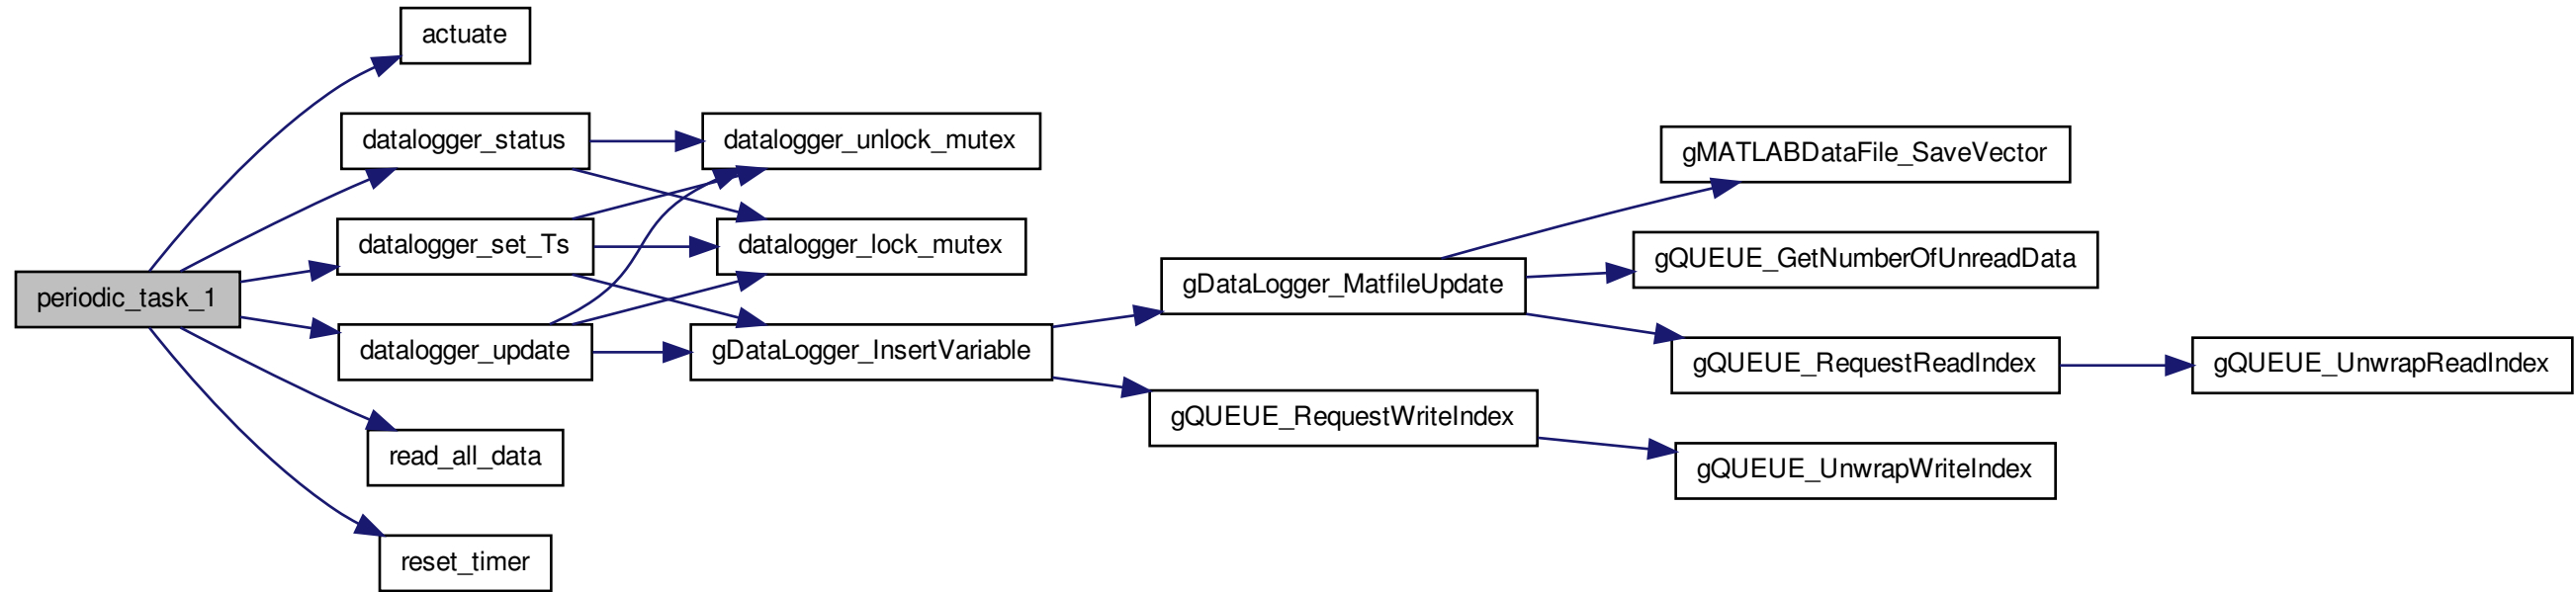 periodic_task_1
actuate
datalogger_status
datalogger_set_Ts
datalogger_update
read_all_data
reset_timer
datalogger_unlock_mutex
datalogger_lock_mutex
gDataLogger_InsertVariable
gDataLogger_MatfileUpdate
gQUEUE_RequestWriteIndex
gMATLABDataFile_SaveVector
gQUEUE_GetNumberOfUnreadData
gQUEUE_RequestReadIndex
gQUEUE_UnwrapWriteIndex
gQUEUE_UnwrapReadIndex